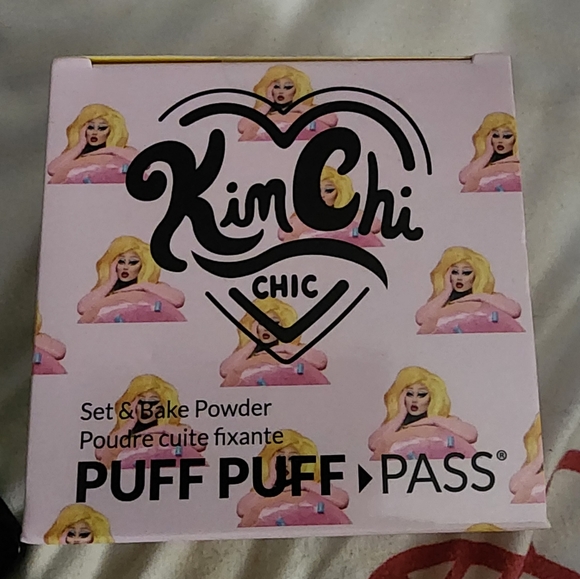 KimChi
CHIC
Set & Bake Powder
Poudre cuite fixante
PUFF PUFF▸PASS®